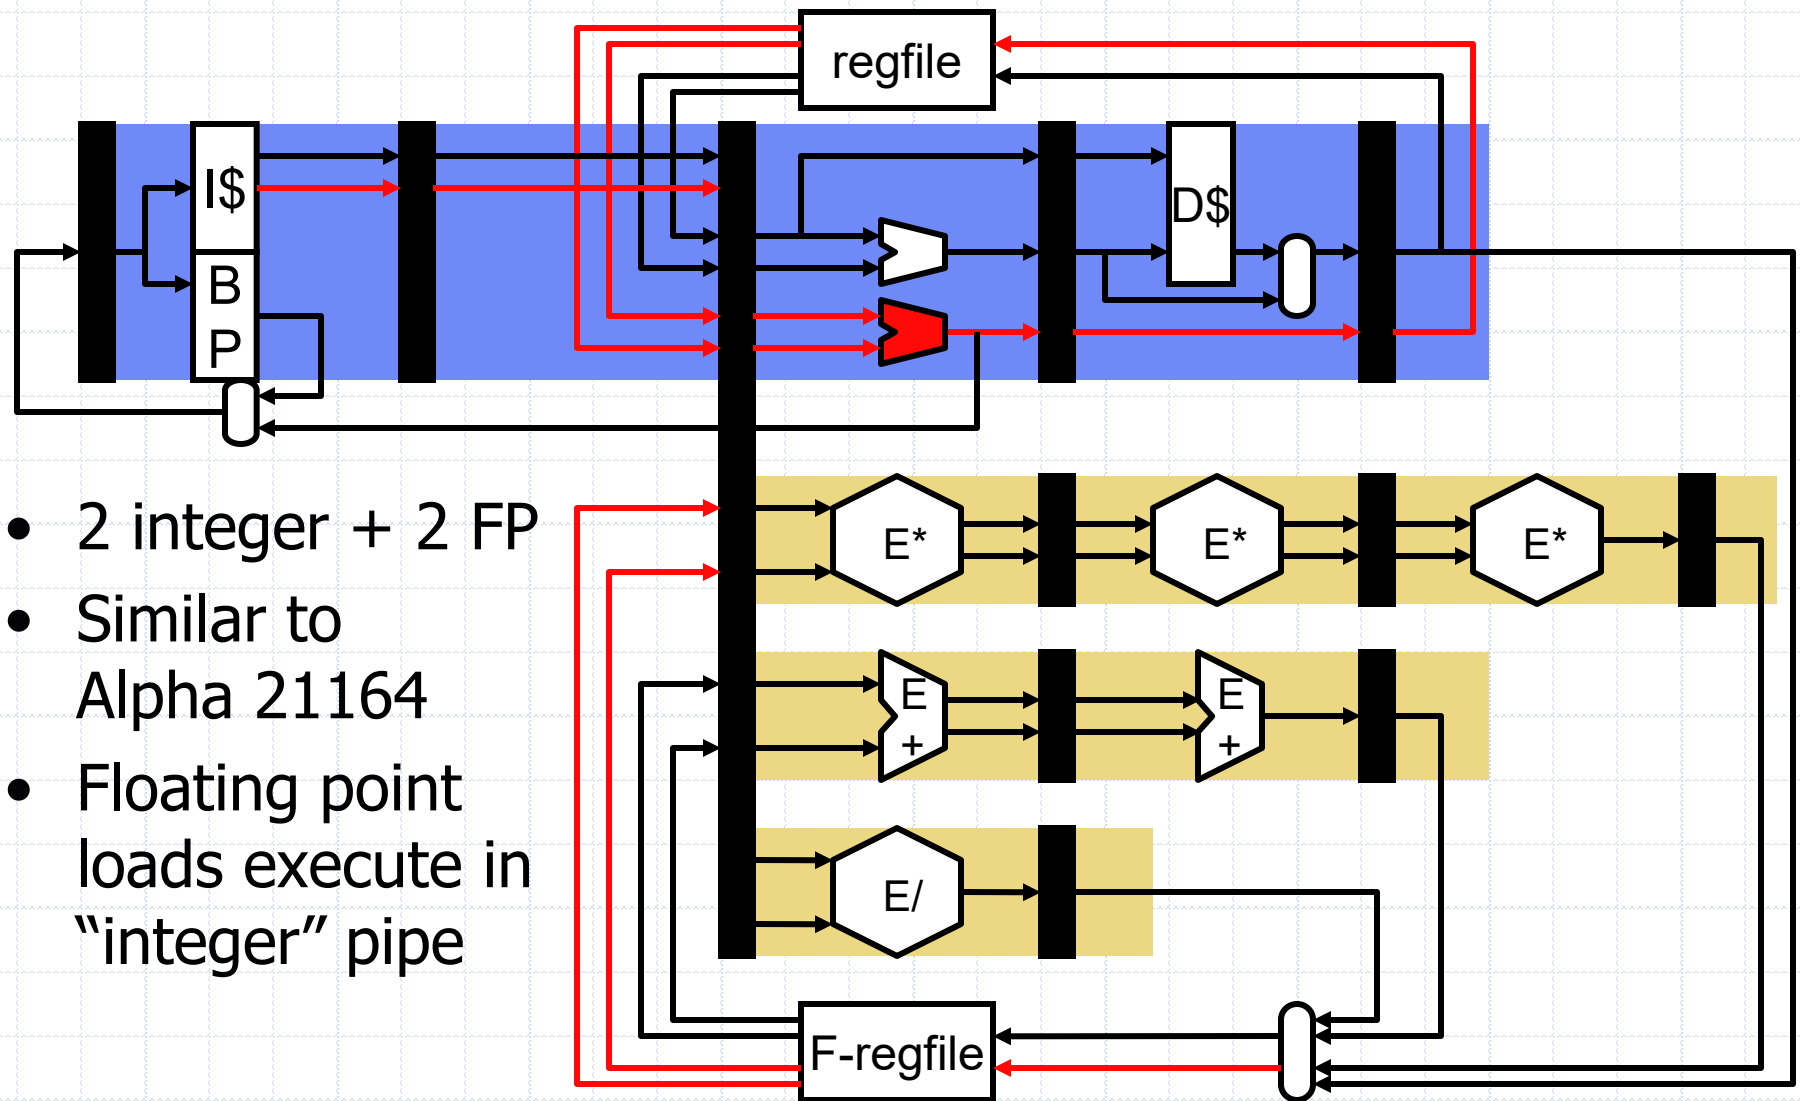 regfile
I$
D$
B
P
• 2 integer + 2 FP
• Similar to
Alpha 21164
• Floating point
loads execute in
“integer” pipe
E*
E*
E*
E
+
E
+
E/
F-regfile